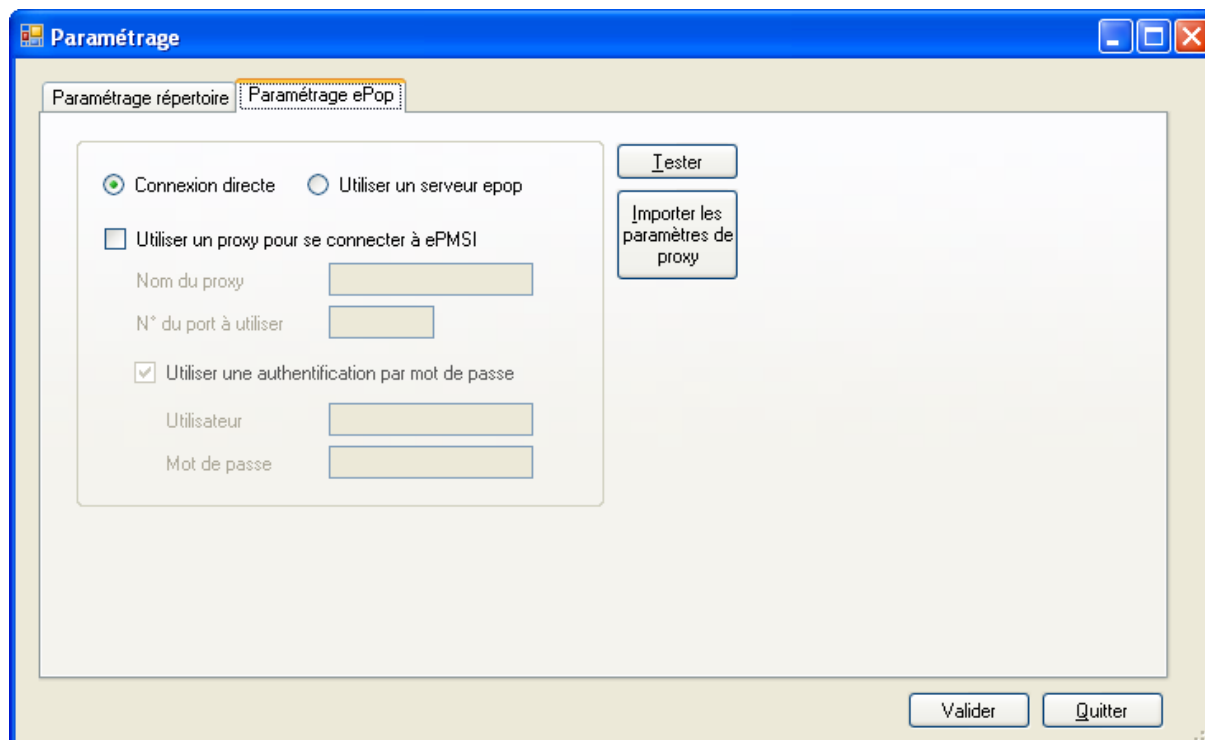 Paramétrage
Paramétrage répertoire
Paramétrage ePop
Connexion directe
Utiliser un serveur epop
Utiliser un proxy pour se connecter à ePMSI
Nom du proxy
N° du port à utiliser
Utiliser une authentification par mot de passe
Utilisateur
Mot de passe
Tester
Importer les
paramètres de
proxy
Valider
Quitter